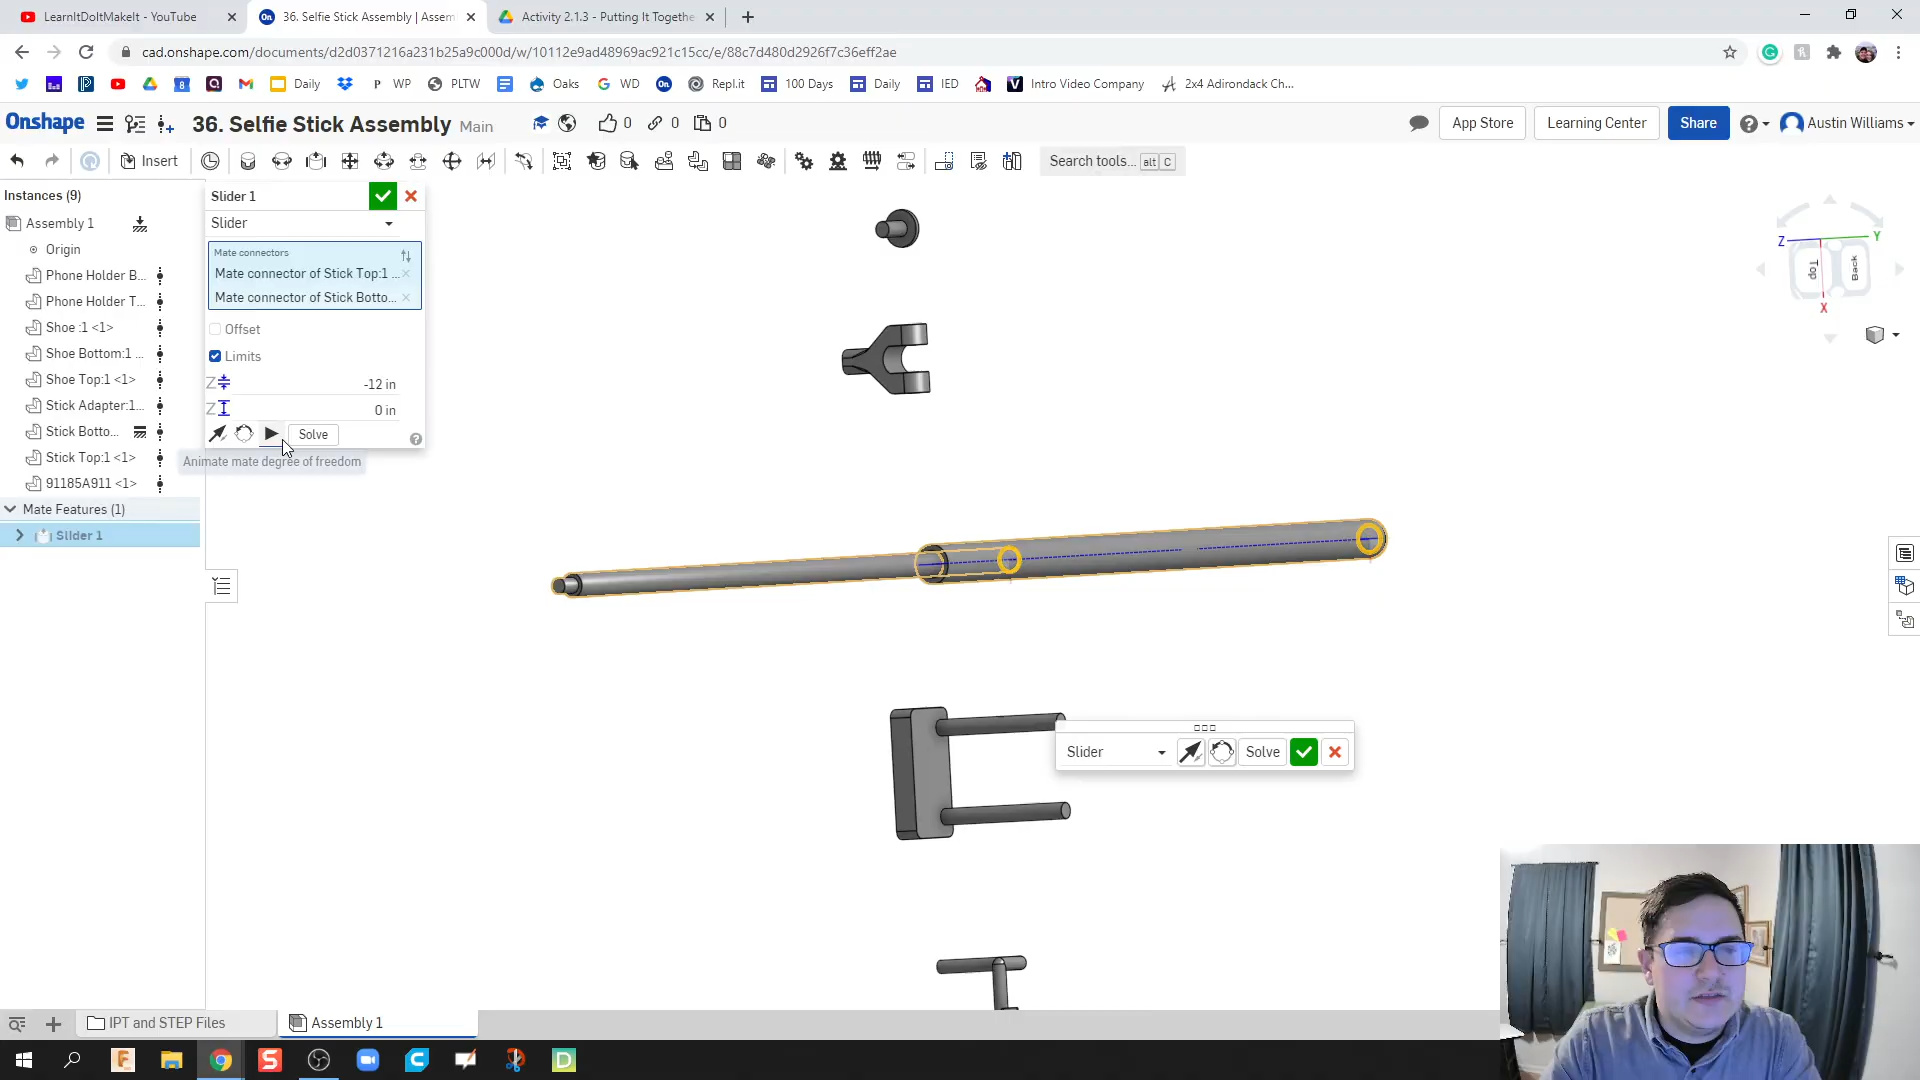 LearnItDoItMakeIt - YouTube
On
36. Selfie Stick Assembly | Assem
Activity 2.1.3 - Putting It Togethe
cad.onshape.com/documents/d2d0371216a231b25a9c000d/w/10112e9ad48969ac921c15cc/e/88c7d480d2926f7c36eff2ae
Daily
P
WP
PLTW
Oaks
G
WD
On
Repl.it
100 Days
Daily
IED
V
Intro Video Company
2x4 Adirondack Ch...
Onshape
36. Selfie Stick Assembly
Main
0
0
0
App Store
Learning Center
Share
Austin Williams
Insert
Search tools... alt C
Instances (9)
Assembly 1
Origin
Phone Holder B...
Phone Holder T...
Shoe :1 <1>
Shoe Bottom:1 ...
Shoe Top:1 <1>
Stick Adapter:1...
Stick Botto...
Stick Top:1 <1>
91185A911 <1>
Mate Features (1)
Slider 1
Slider 1
Slider
Mate connectors
Mate connector of Stick Top:1 ...
Mate connector of Stick Botto...
Offset
Limits
Z
-12 in
Z
0 in
Solve
Animate mate degree of freedom
Z
Y
Top
Back
X
Slider
Solve
IPT and STEP Files
Assembly 1
F
S
C
D